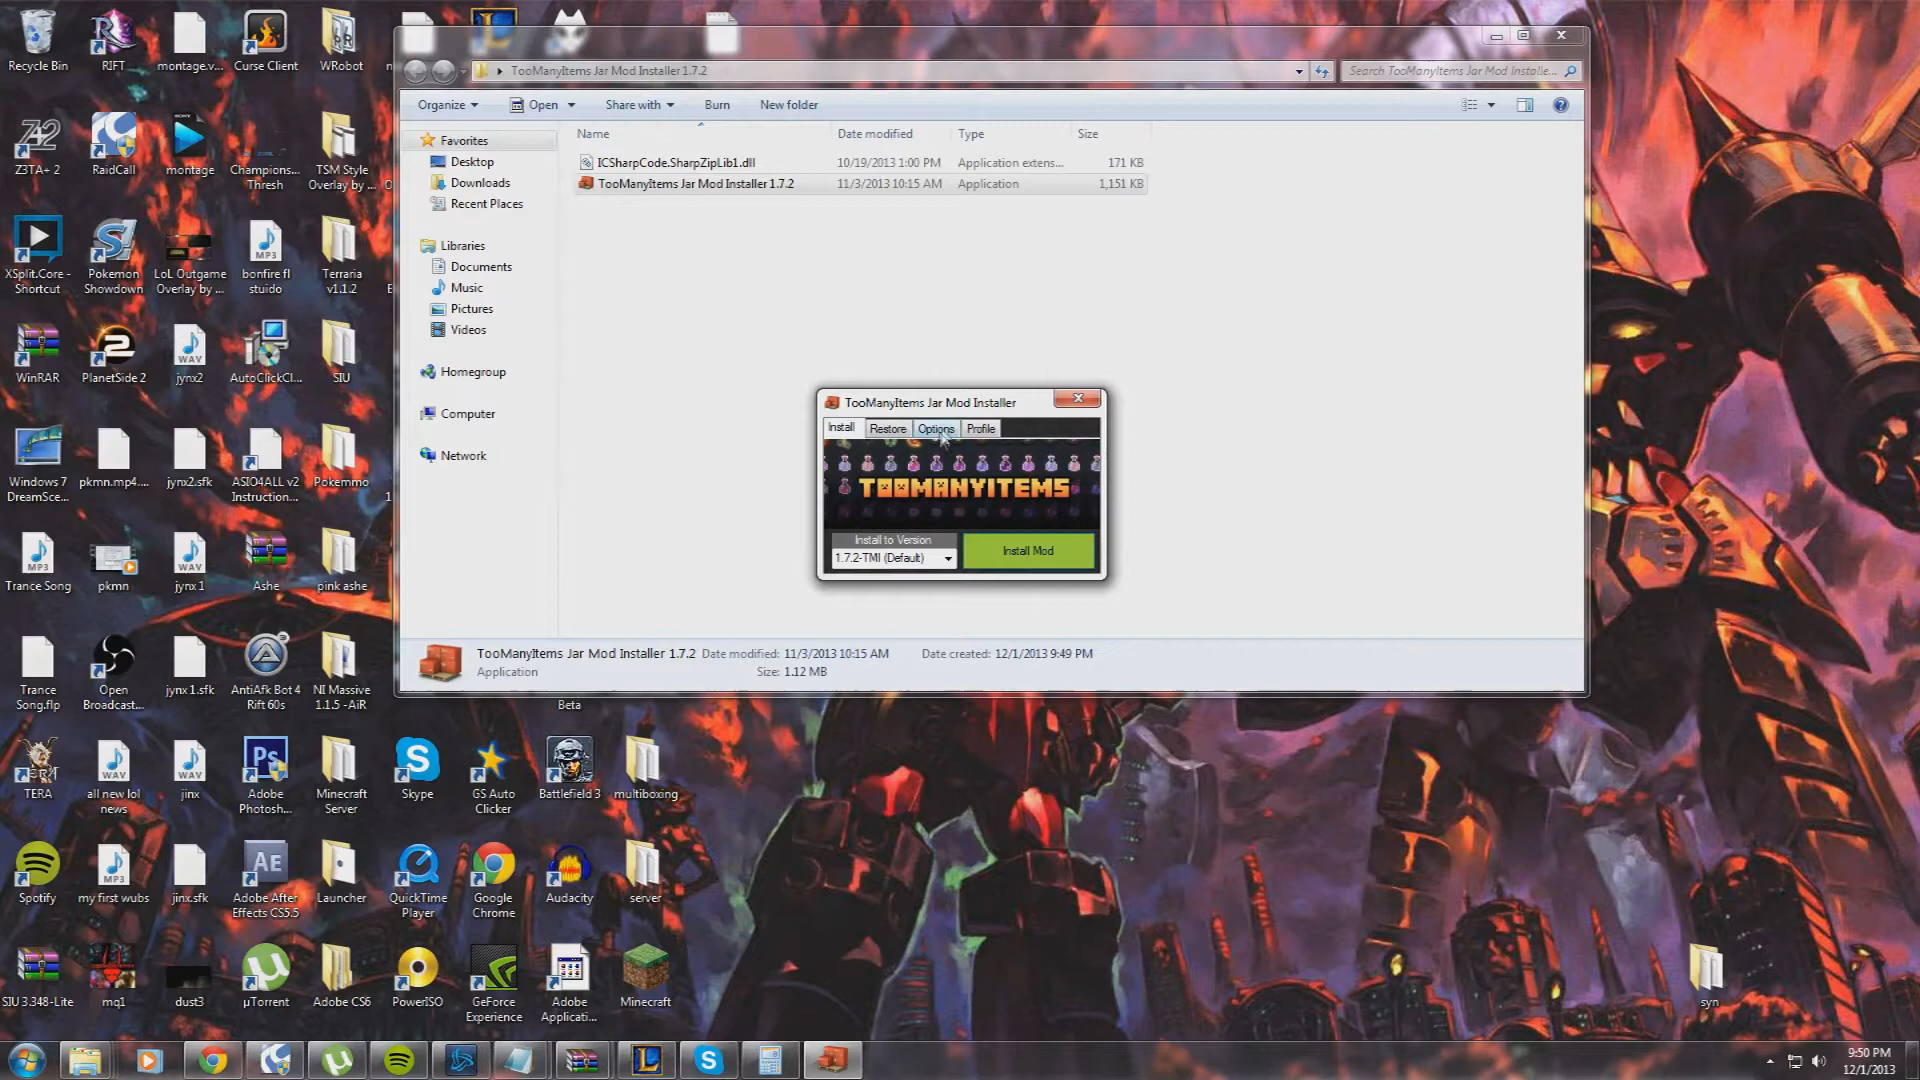 Recycle Bin
RIFT
montage.v...
Curse Client
WRobot
TooManyItems Jar Mod Installer 1.7.2
Search TooManyItems Jar Mod Installe...
Organize
Open
Share with
Burn
New folder
Name
Date modified
Type
Size
ICSharpCode.SharpZipLib1.dll
10/19/2013 1:00 PM
Application extens...
171 KB
TooManyItems Jar Mod Installer 1.7.2
11/3/2013 10:15 AM
Application
1,151 KB
Favorites
Desktop
Downloads
Recent Places
Libraries
Documents
Music
Pictures
Videos
Homegroup
Computer
Network
TooManyItems Jar Mod Installer
Install
Restore
Options
Profile
TOOMANYITEMS
Install to Version
1.7.2-TMI (Default)
Install Mod
TooManyItems Jar Mod Installer 1.7.2
Date modified: 11/3/2013 10:15 AM
Date created: 12/1/2013 9:49 PM
Application
Size: 1.12 MB
Z3TA+ 2
RaidCall
montage
Champions...
Thresh
TSM Style
Overlay by ...
XSplit.Core -
Shortcut
Pokemon
Showdown
LoL Outgame
Overlay by ...
bonfire fl
stuido
Terraria
v1.1.2
WinRAR
PlanetSide 2
jynx2
AutoClickCl...
SIU
Windows 7
DreamSce...
pkmn.mp4....
jynx2.sfk
ASIO4ALL v2
Instruction...
Pokemmo
Trance Song
pkmn
jynx 1
Ashe
pink ashe
Trance
Song.flp
Open
Broadcast...
jynx 1.sfk
AntiAfk Bot 4
Rift 60s
NI Massive
1.1.5 -AiR
Beta
TERA
all new lol
news
jinx
Adobe
Photosh...
Minecraft
Server
Skype
GS Auto
Clicker
Battlefield 3
multiboxing
Spotify
my first wubs
jinx.sfk
Adobe After
Effects CS5.5
Launcher
QuickTime
Player
Google
Chrome
Audacity
server
SIU 3.348-Lite
mq1
dust3
µTorrent
Adobe CS6
PowerISO
GeForce
Experience
Adobe
Applicati...
Minecraft
syn
9:50 PM
12/1/2013